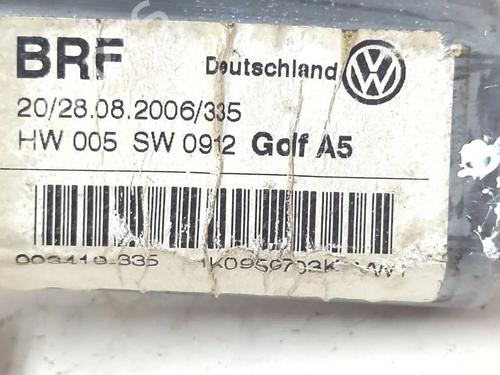 BRF Deutschland
20/28.08.2006/335
HW 005 SW 0912 Golf A5